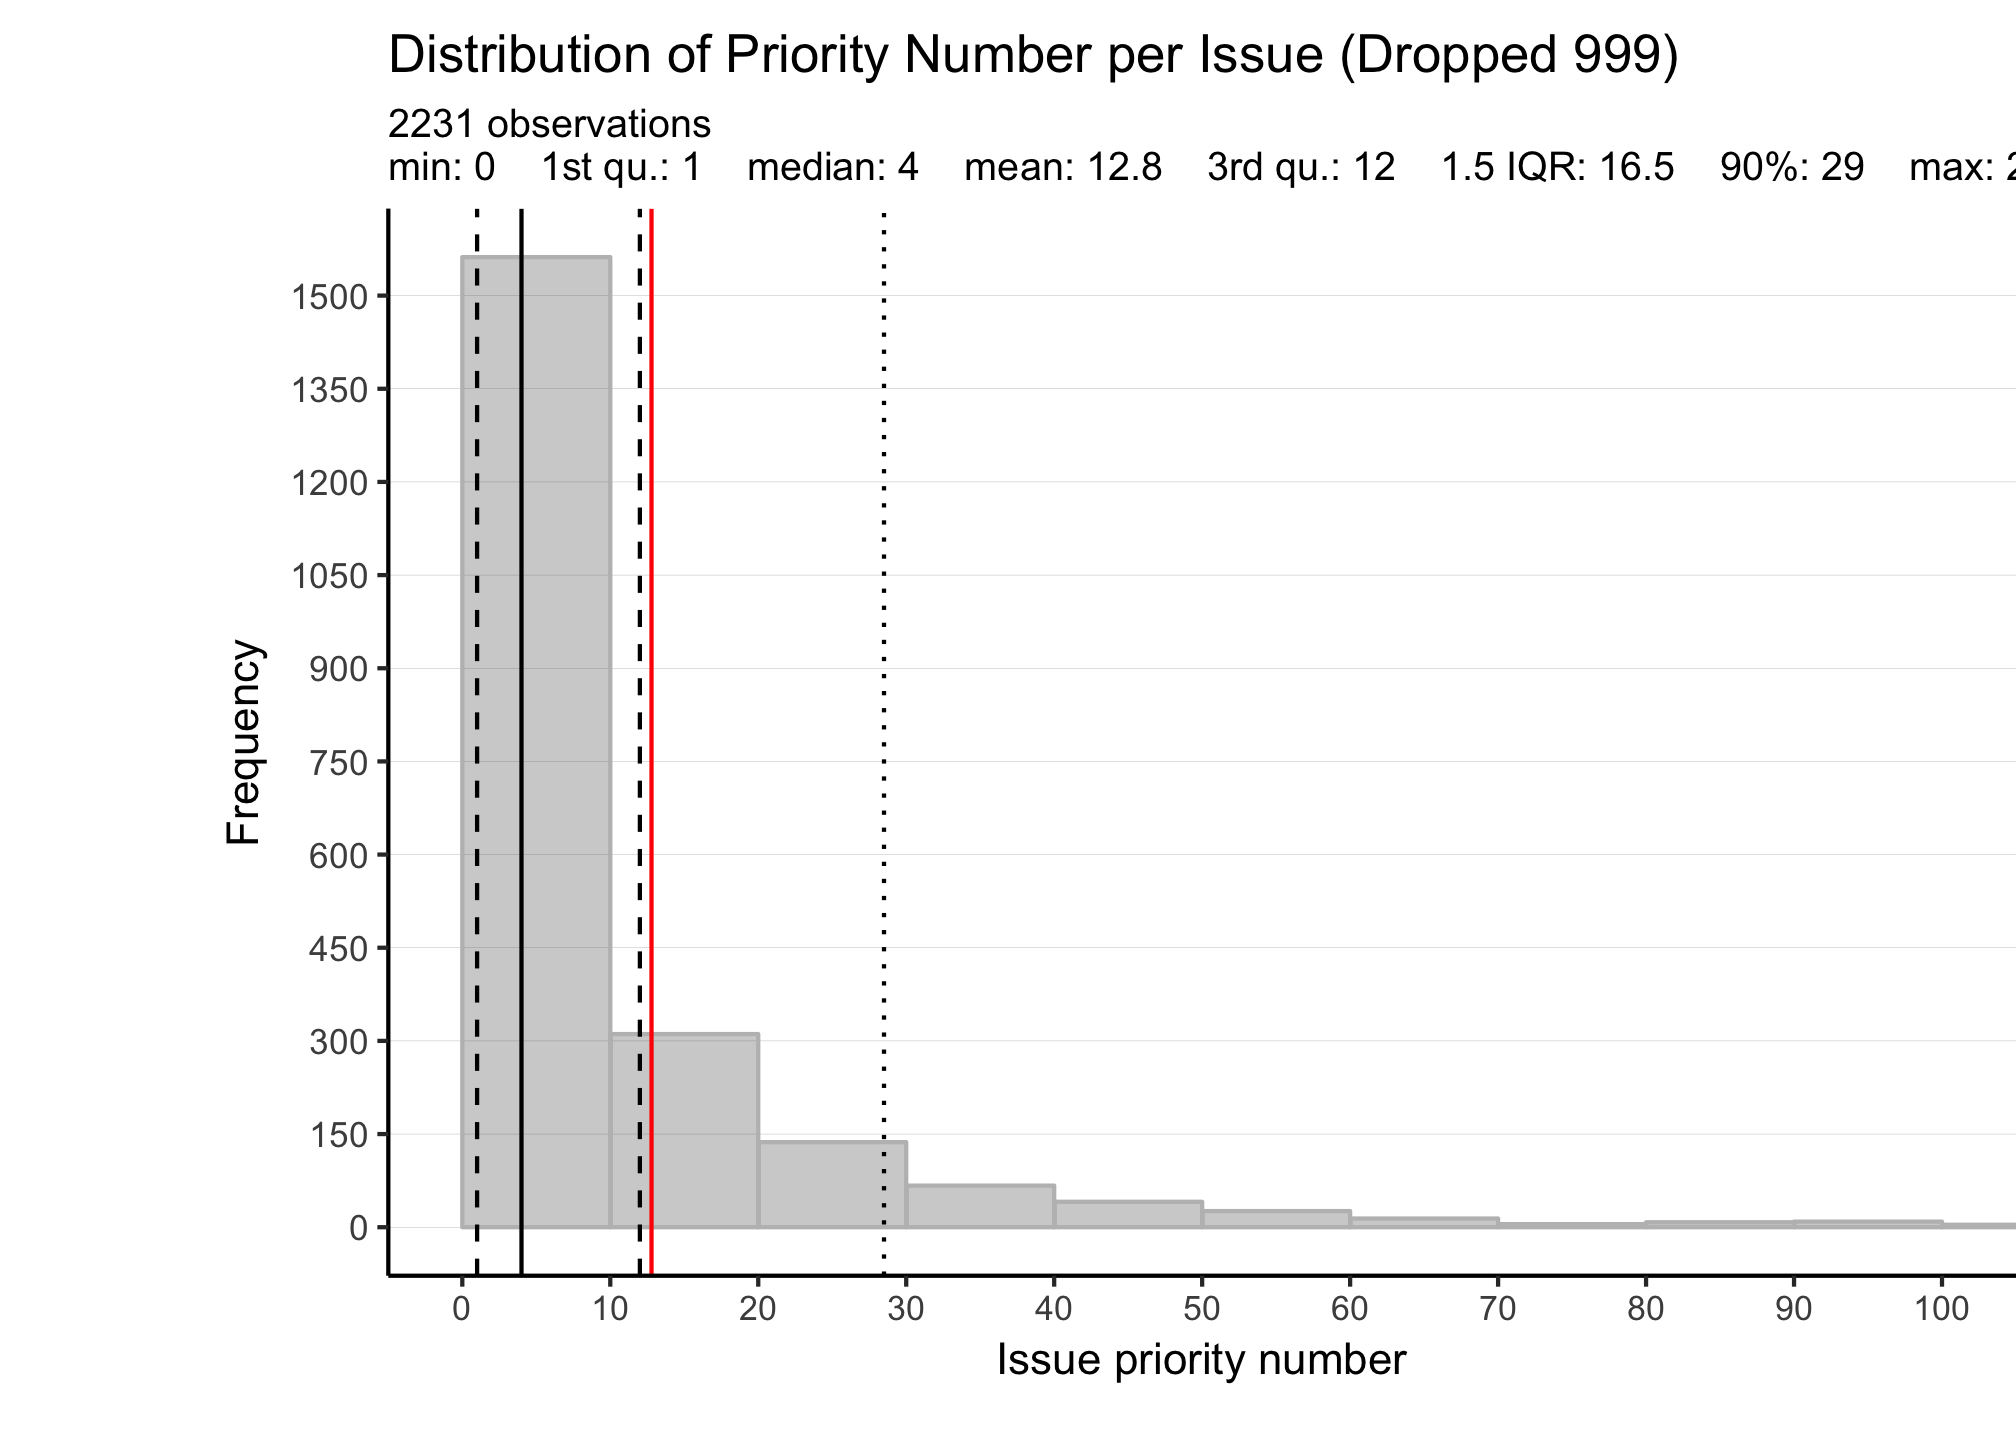 Distribution of Priority Number per Issue (Dropped 999)
2231 observations
min: 0 1st qu.: 1 median: 4 mean: 12.8 3rd qu.: 12 1.5 IQR: 16.5 90%: 29 max:
1500
1350
1200
1050
900
750
600
450
300
150
0
Frequency
0 10 20 30 40 50 60 70 80 90 100
Issue priority number